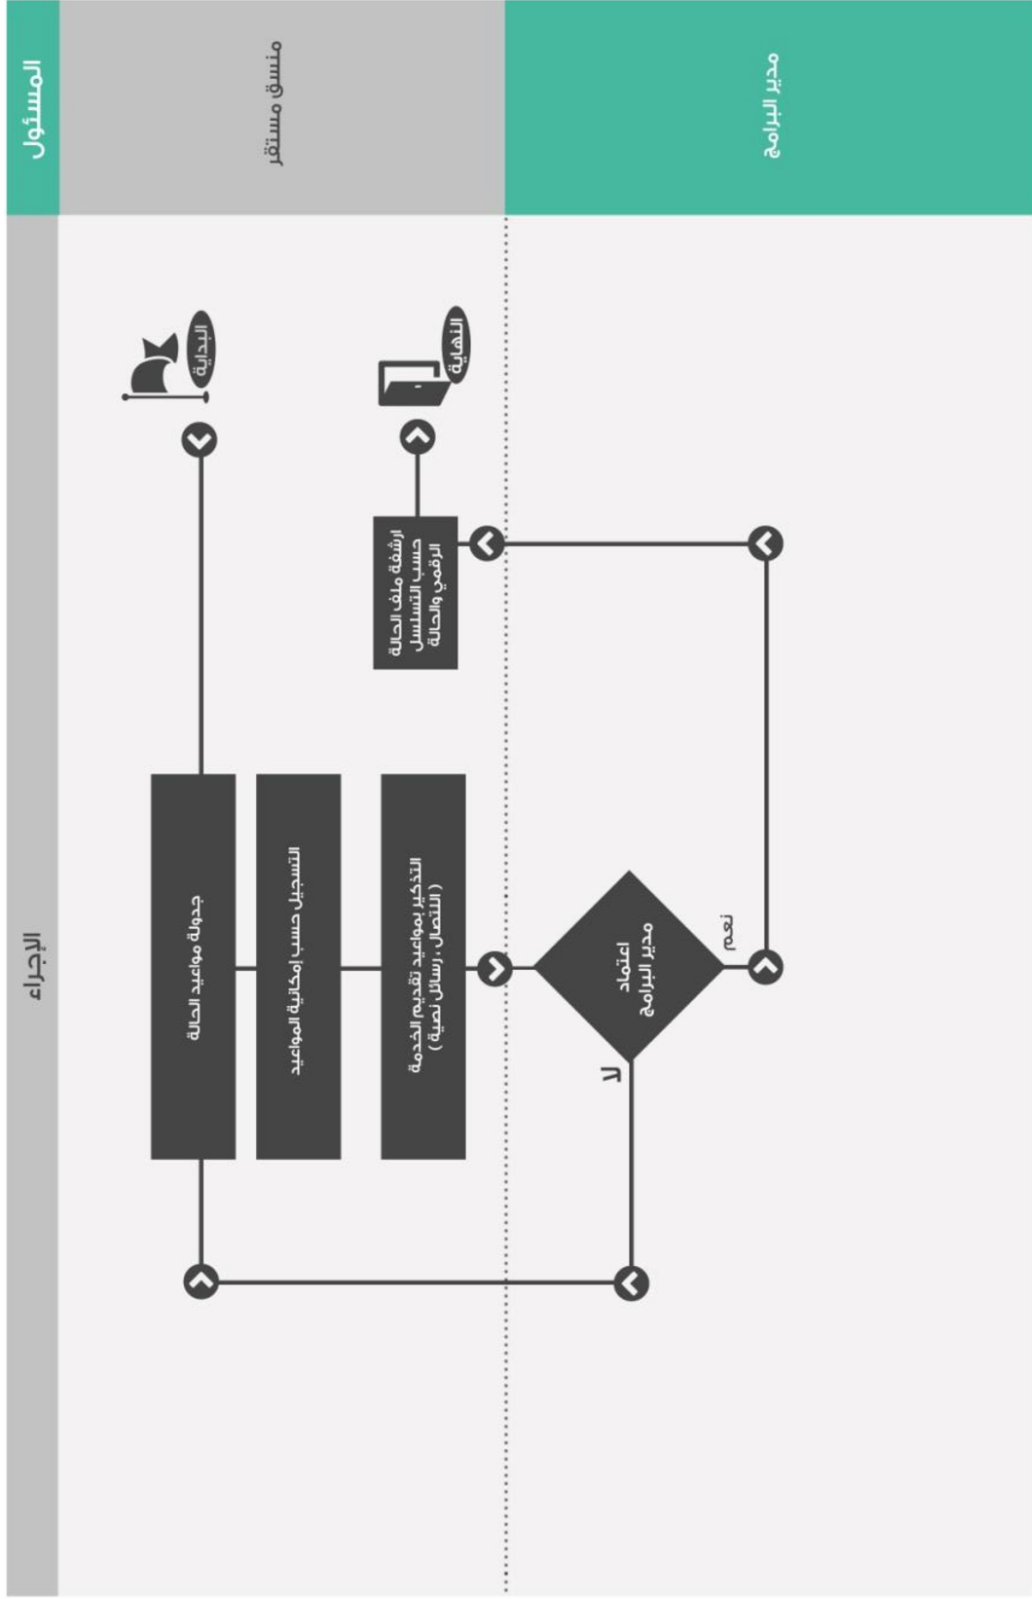 المسئول
الإجراء
منسق مستقر
البداية
جدولة مواعيد الحالة
التسجيل حسب إمكانية المواعيد
التذكير بمواعيد تقديم الخدمة
( اللتصال ، رسائل نصية )
النهاية
ارشفة ملف الحالة
حسب التسلسل
الرقمي والحالة
مدير البرامج
اعتماد
مدير البرامج
نعم
لا